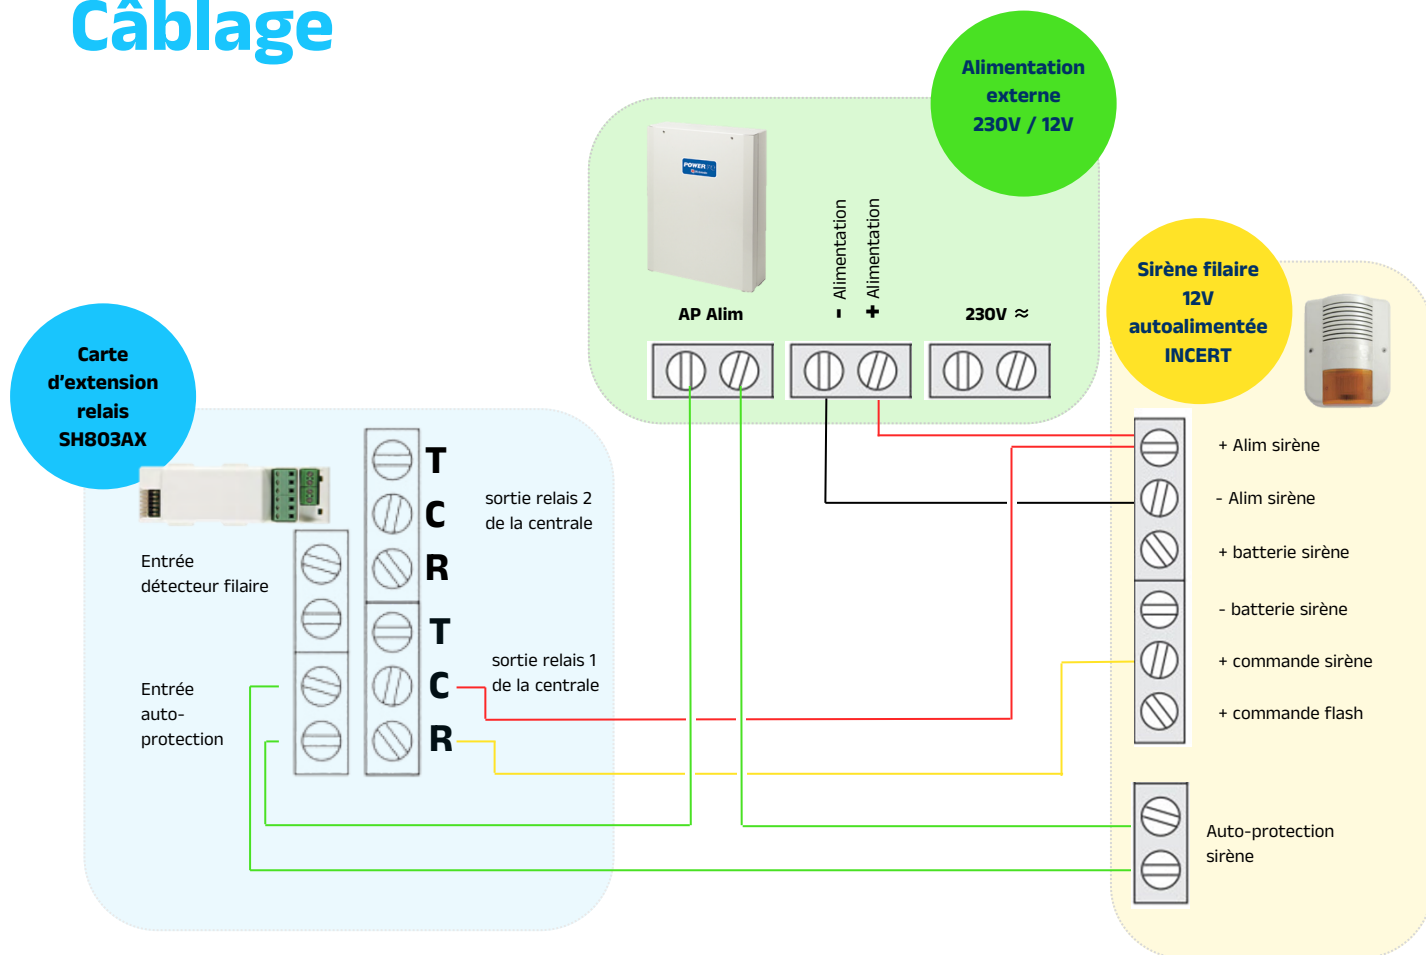 Câblage
Alimentation
externe
230V / 12V
POWER
- Alimentation
+ Alimentation
AP Alim
230V ≈
Sirène filaire
12V
autoalimentée
INCERT
Carte
d'extension
relais
SH803AX
T
C
R
sortie relais 2
de la centrale
Entrée
détecteur filaire
T
C
R
sortie relais 1
de la centrale
Entrée
auto-
protection
+ Alim sirène
- Alim sirène
+ batterie sirène
- batterie sirène
+ commande sirène
+ commande flash
Auto-protection
sirène